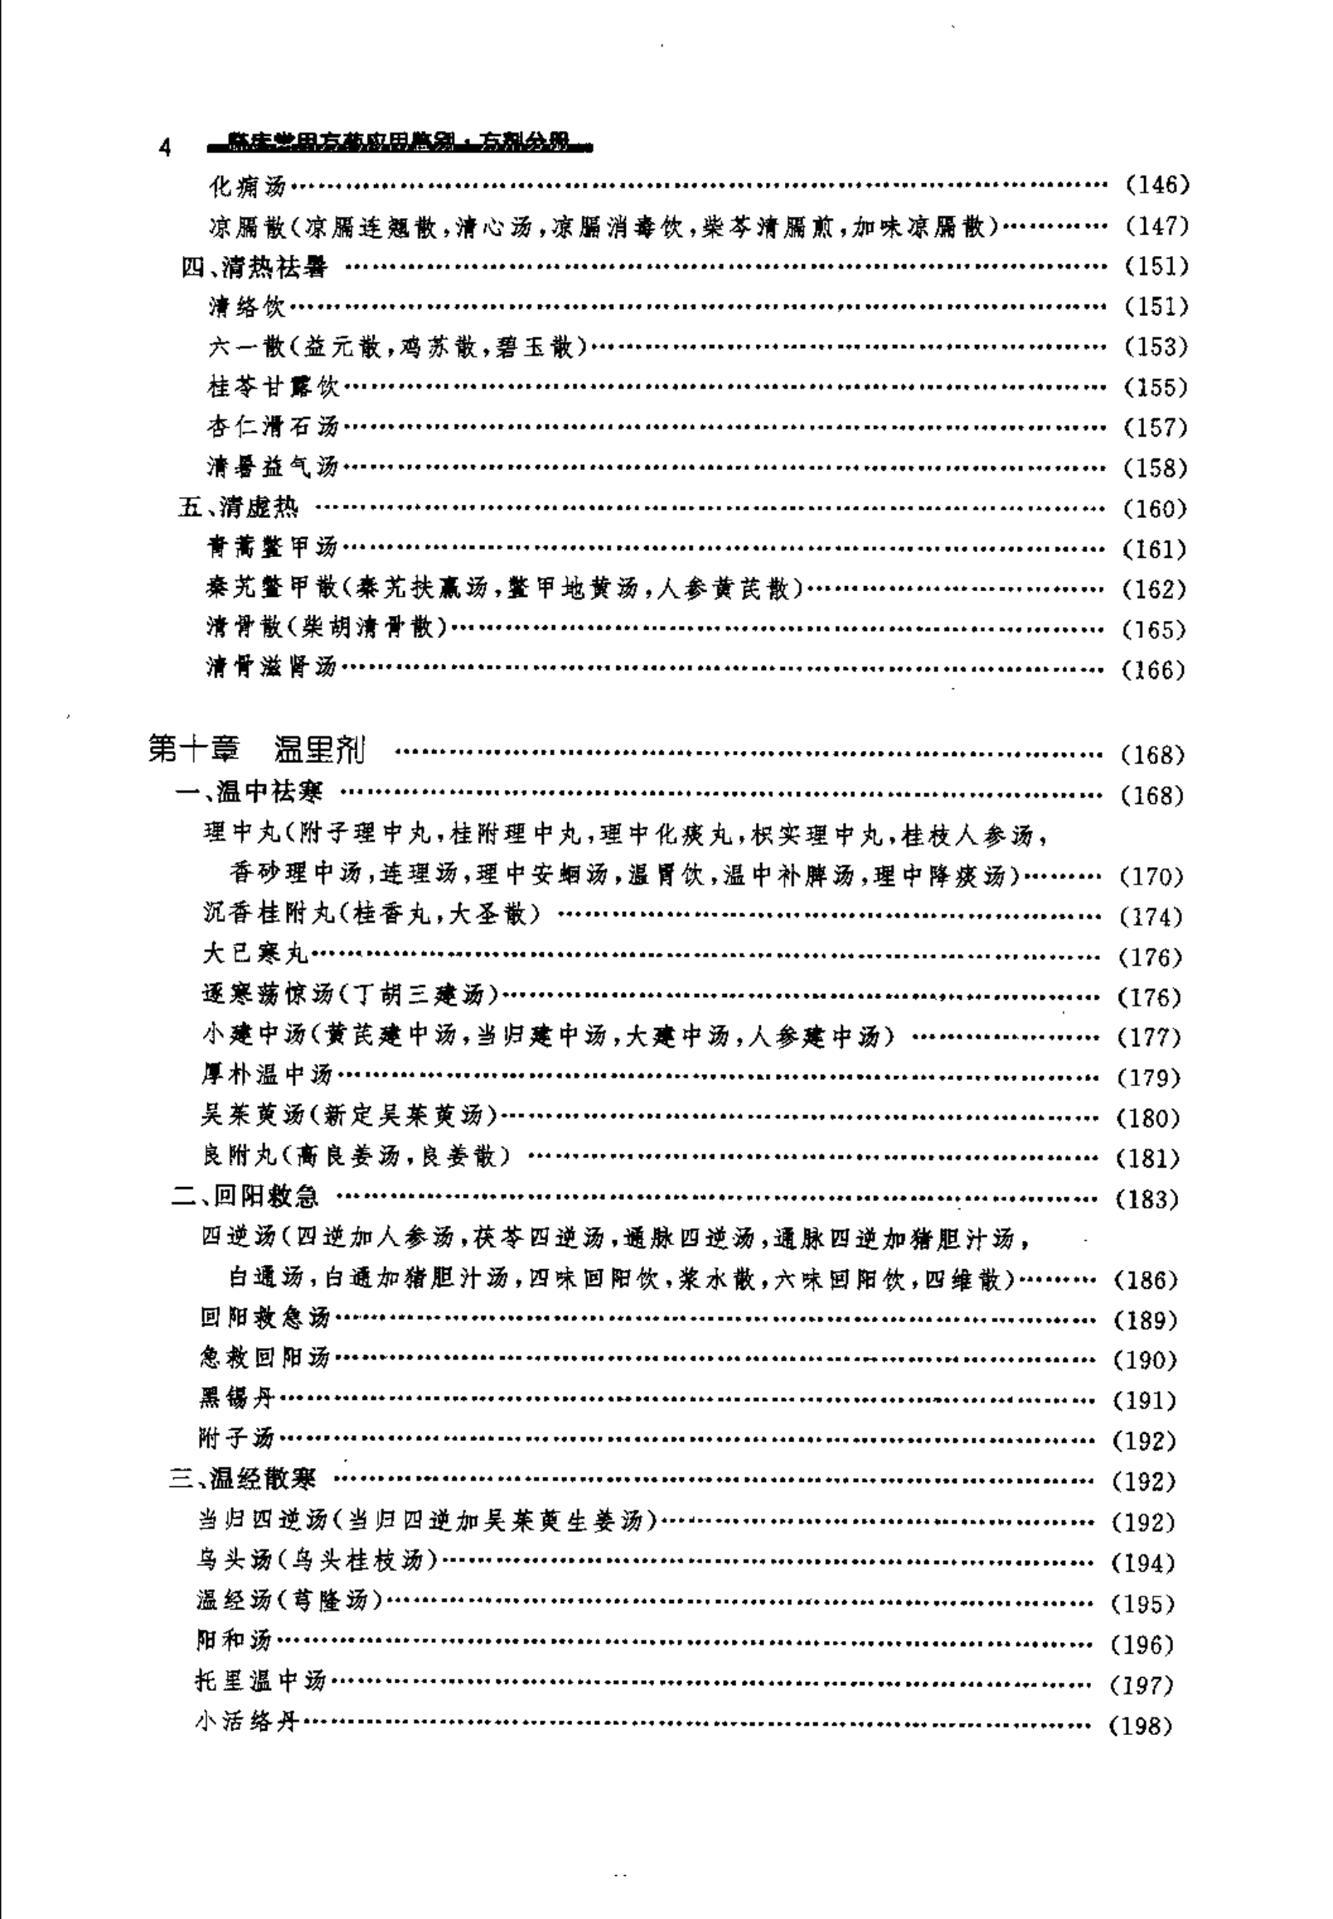 4 临床常用方药应用鉴别·方剂分册
化痈汤……(146)
凉膈散(凉膈连翘散,清心汤,凉膈消毒饮,柴芩清膈煎,加味凉膈散)……(147)
四、清热祛暑……(151)
清络饮……(151)
六一散(益元散,鸡苏散,碧玉散)……(153)
桂苓甘露饮……(155)
杏仁滑石汤……(157)
清暑益气汤……(158)
五、清虚热……(160)
青蒿鳖甲汤……(161)
秦艽鳖甲散(秦艽扶羸汤,鳖甲地黄汤,人参黄芪散)……(162)
清骨散(柴胡清骨散)……(165)
清骨滋肾汤……(166)
第十章 温里剂……(168)
一、温中祛寒……(168)
理中丸(附子理中丸,桂附理中丸,理中化痰丸,枳实理中丸,桂枝人参汤,
香砂理中汤,连理汤,理中安蛔汤,温胃饮,温中补脾汤,理中降痰汤)……(170)
沉香桂附丸(桂香丸,大圣散)……(174)
大已寒丸……(176)
逐寒荡惊汤(丁胡三建汤)……(176)
小建中汤(黄芪建中汤,当归建中汤,大建中汤,人参建中汤)……(177)
厚朴温中汤……(179)
吴茱萸汤(新定吴茱萸汤)……(180)
良附丸(高良姜汤,良姜散)……(181)
二、回阳救急……(183)
四逆汤(四逆加人参汤,茯苓四逆汤,通脉四逆汤,通脉四逆加猪胆汁汤,
白通汤,白通加猪胆汁汤,四味回阳饮,浆水散,六味回阳饮,四维散)……(186)
回阳救急汤……(189)
急救回阳汤……(190)
黑锡丹……(191)
附子汤……(192)
三、温经散寒……(192)
当归四逆汤(当归四逆加吴茱萸生姜汤)……(192)
乌头汤(乌头桂枝汤)……(194)
温经汤(芎隆汤)……(195)
阳和汤……(196)
托里温中汤……(197)
小活络丹……(198)